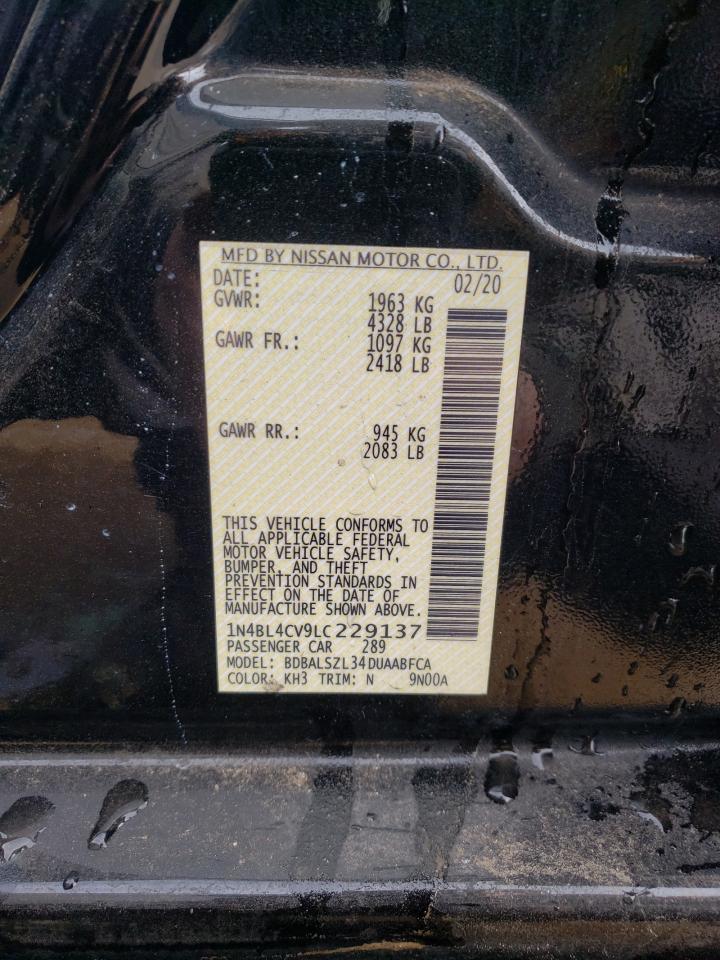 MFD BY NISSAN MOTOR CO., LTD.
DATE: 02/20
GVWR: 1963 KG
4328 LB
GAWR FR.: 1097 KG
2418 LB
GAWR RR.: 945 KG
2083 LB
THIS VEHICLE CONFORMS TO
ALL APPLICABLE FEDERAL
MOTOR VEHICLE SAFETY,
BUMPER, AND THEFT
PREVENTION STANDARDS IN
EFFECT ON THE DATE OF
MANUFACTURE SHOWN ABOVE.
1N4BL4CV9LC229137
PASSENGER CAR 289
MODEL: BDBALSZL34DUAABFCA
COLOR: KH3 TRIM: N 9N00A